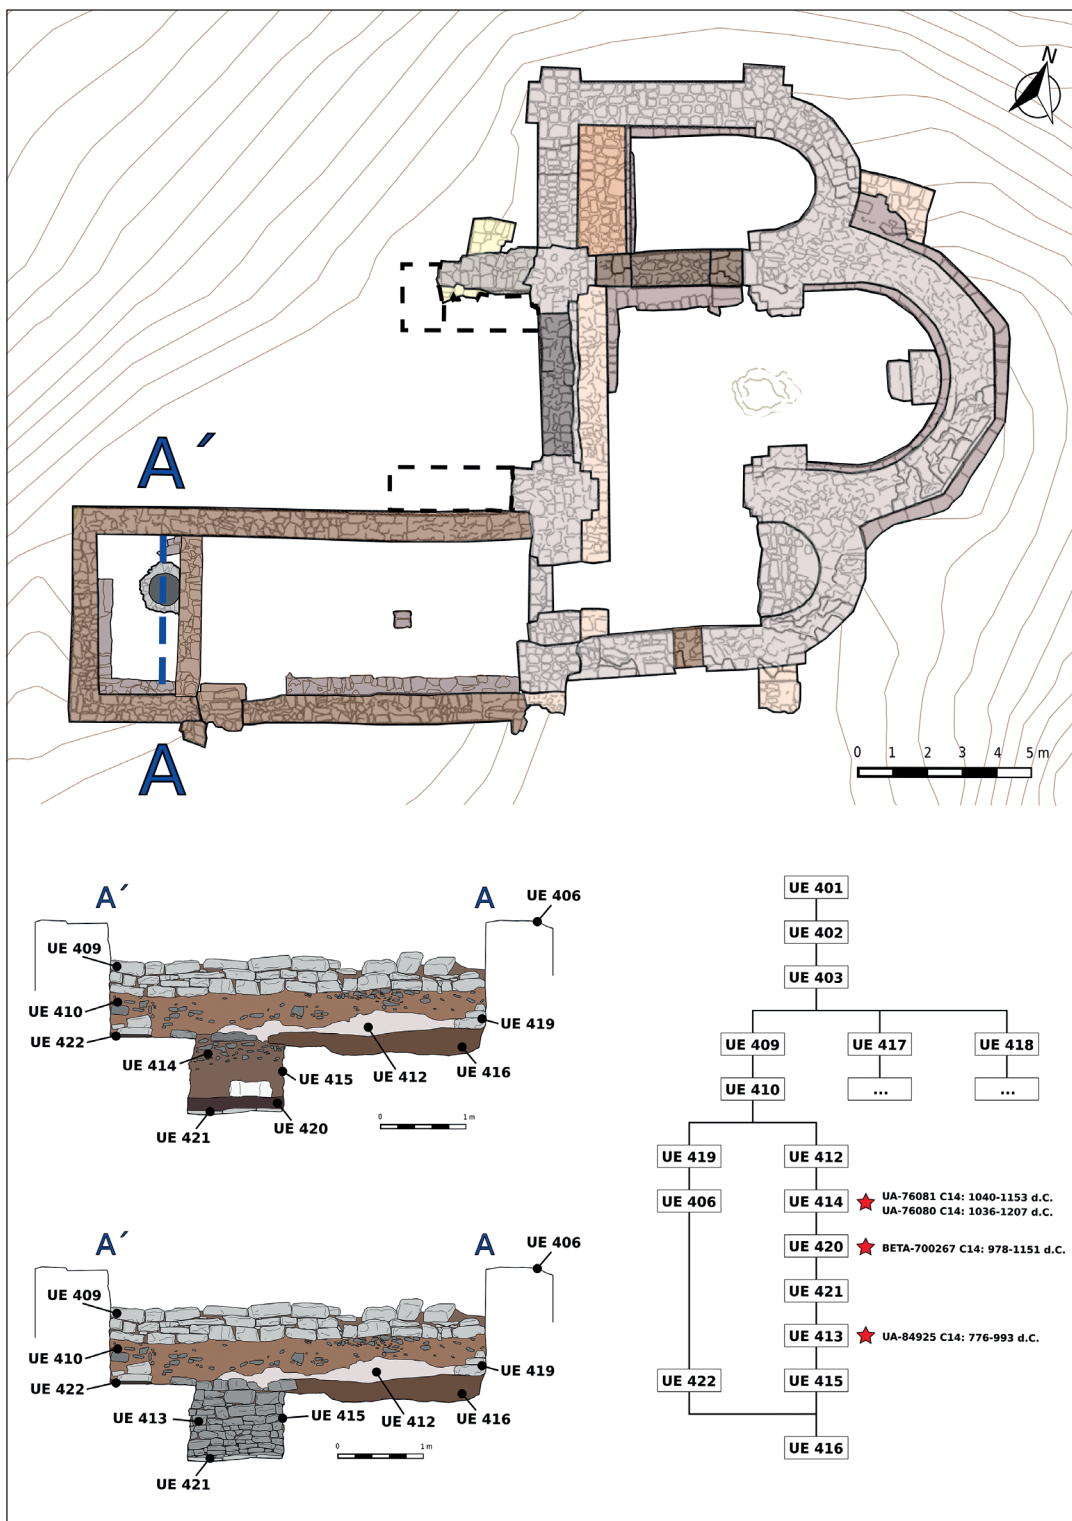 N
A´
A
0 1 2 3 4 5 m
A´
A
UE 406
UE 409
UE 410
UE 422
UE 419
UE 414
UE 415
UE 412
UE 416
UE 421
UE 420
0 1 m
A´
A
UE 406
UE 409
UE 410
UE 422
UE 419
UE 413
UE 415
UE 412
UE 416
UE 421
0 1 m
UE 401
UE 402
UE 403
UE 409 UE 417 UE 418
UE 410 ... ...
UE 419 UE 412
UE 406 UE 414
UA-76081 C14: 1040-1153 d.C.
UA-76080 C14: 1036-1207 d.C.
UE 420 BETA-700267 C14: 978-1151 d.C.
UE 421
UE 413 UA-84925 C14: 776-993 d.C.
UE 422 UE 415
UE 416